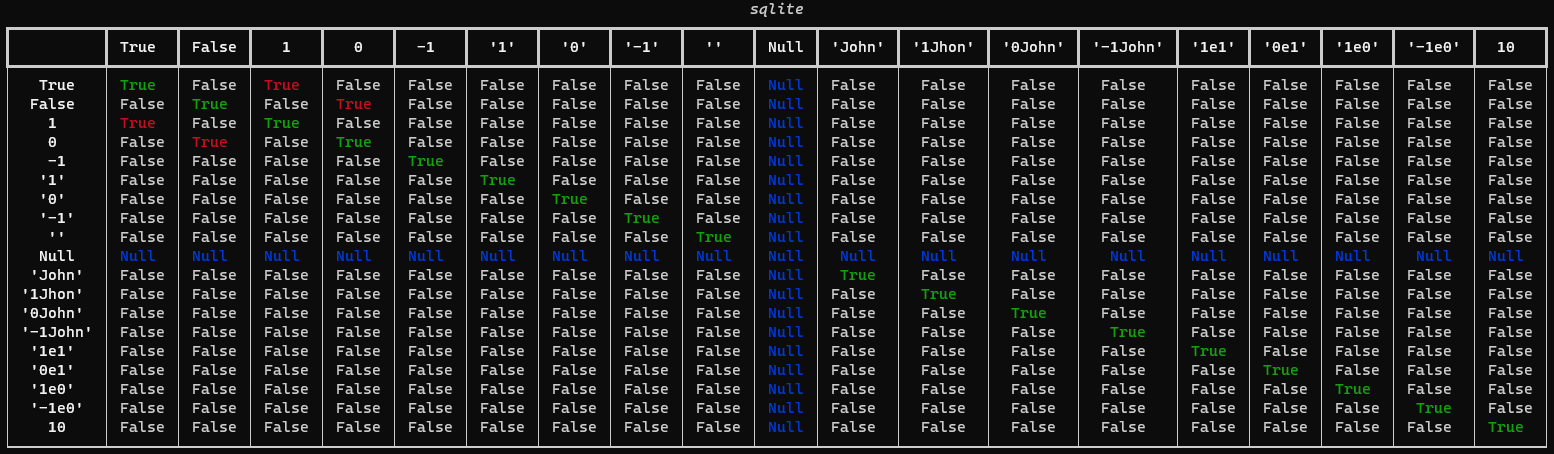 sqlite
True False 1 0 -1 '1' '0' '-1' '' Null 'John' '1Jhon' '0John' '-1John' '1e1' '0e1' '1e0' '-1e0' 10
True True False True False False False False False False Null False False False False False False False False False
False False True False True False False False False False Null False False False False False False False False False
1 True False True False False False False False False Null False False False False False False False False False
0 False True False True False False False False False Null False False False False False False False False False
-1 False False False False True False False False False Null False False False False False False False False False
'1' False False False False False True False False False Null False False False False False False False False False
'0' False False False False False False True False False Null False False False False False False False False False
'-1' False False False False False False False True False Null False False False False False False False False False
'' False False False False False False False False True Null False False False False False False False False False
Null Null Null Null Null Null Null Null Null Null Null Null Null Null Null Null Null Null Null Null
'John' False False False False False False False False False Null True False False False False False False False False
'1Jhon' False False False False False False False False False Null False True False False False False False False False
'0John' False False False False False False False False False Null False False True False False False False False False
'-1John' False False False False False False False False False Null False False False True False False False False False
'1e1' False False False False False False False False False Null False False False False True False False False False
'0e1' False False False False False False False False False Null False False False False False True False False False
'1e0' False False False False False False False False False Null False False False False False False True False False
'-1e0' False False False False False False False False False Null False False False False False False False True False
10 False False False False False False False False False Null False False False False False False False False True